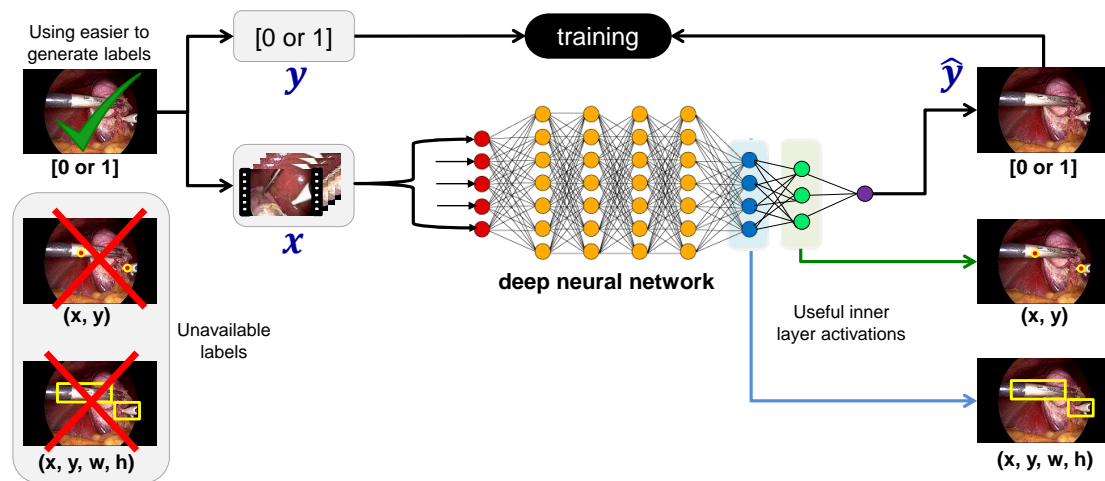 Using easier to
generate labels
[0 or 1]
[0 or 1]
y
training
ŷ
[0 or 1]
x
deep neural network
(x, y)
Unavailable
labels
(x, y, w, h)
Useful inner
layer activations
(x, y)
(x, y, w, h)